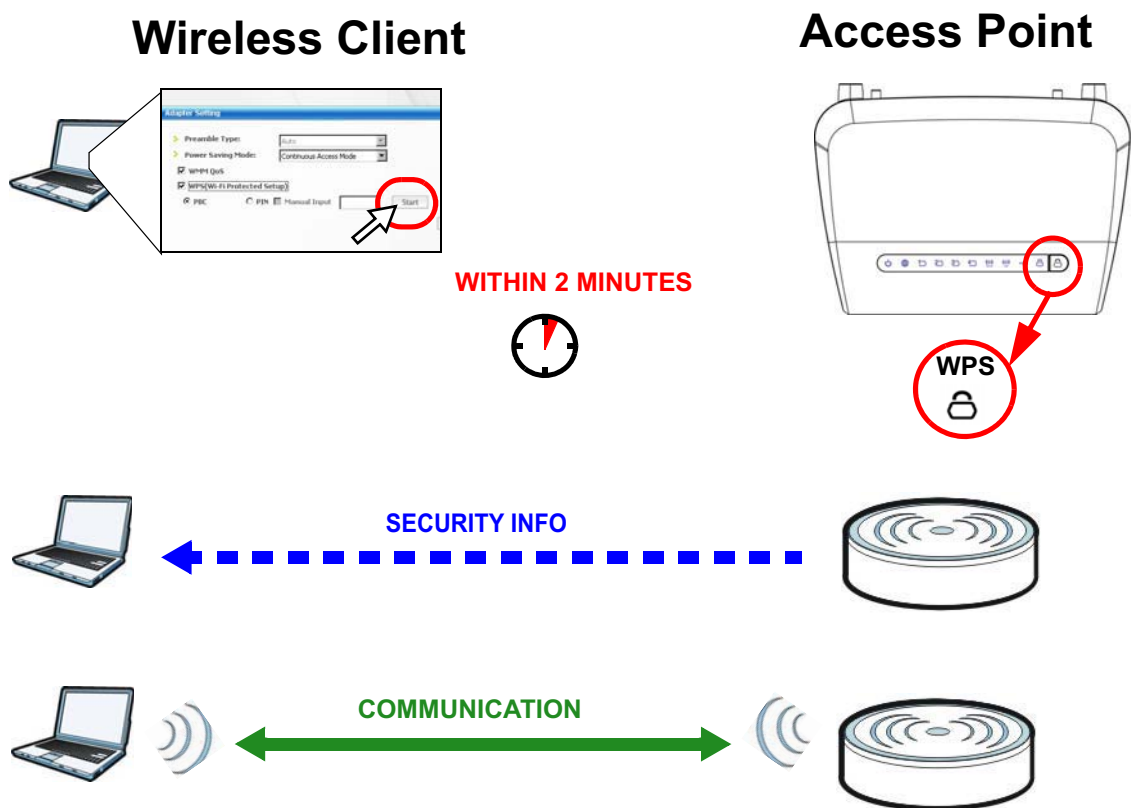 Wireless Client
Access Point
Adapter Setting
Preamble Type: Auto
Power Saving Mode: Continuous Access Mode
WMM QoS
WPS(Wi-Fi Protected Setup)
PBC PIN Manual Input Start
WITHIN 2 MINUTES
WPS
SECURITY INFO
COMMUNICATION